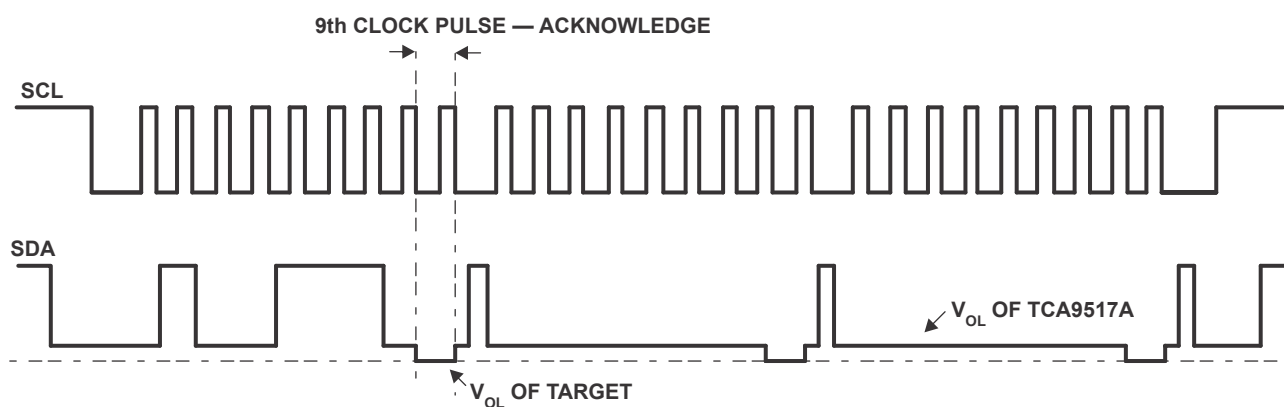 9th CLOCK PULSE — ACKNOWLEDGE
SCL
SDA
VOL OF TCA9517A
VOL OF TARGET